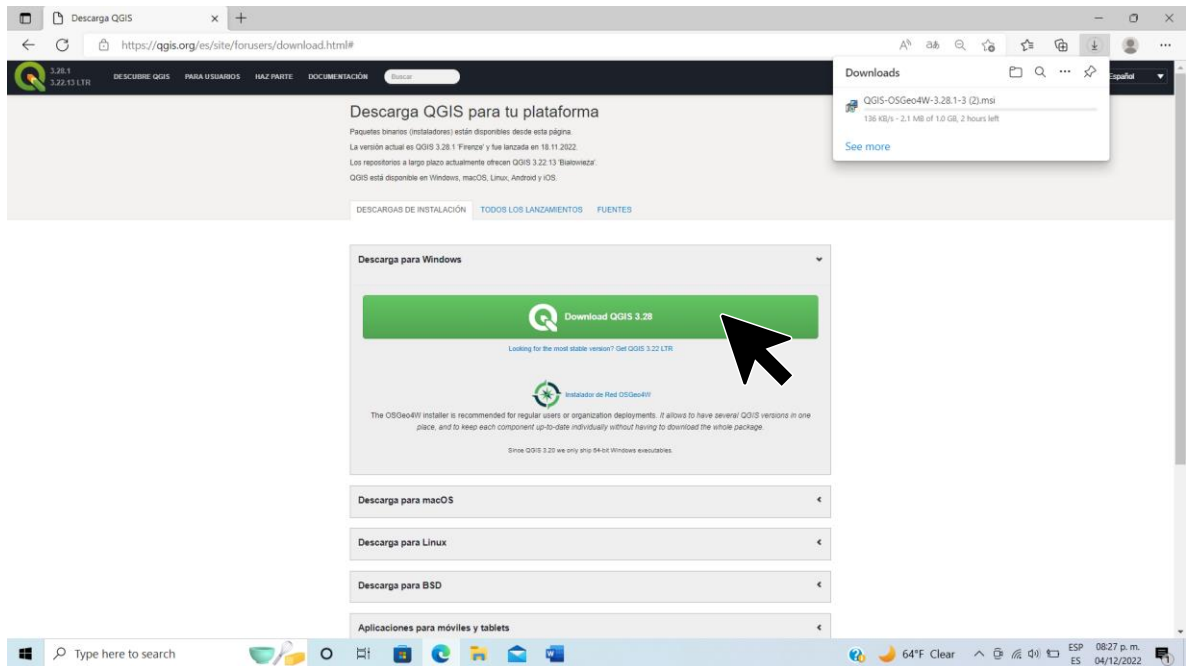 Descarga QGIS
https://qgis.org/es/site/forusers/download.html#
3.28.1
3.22.13 LTR
DESCUBRE QGIS PARA USUARIOS HAZ PARTE DOCUMENTACIÓN Buscar
Español
Downloads
QGIS-OSGeo4W-3.28.1-3 (2).msi
136 KB/s - 2.1 MB of 1.0 GB, 2 hours left
See more
Descarga QGIS para tu plataforma
Paquetes binarios (instaladores) están disponibles desde esta página.
La versión actual es QGIS 3.28.1 'Firenze' y fue lanzada en 18.11.2022.
Los repositorios a largo plazo actualmente ofrecen QGIS 3.22.13 'Białowieża'.
QGIS está disponible en Windows, macOS, Linux, Android y iOS.
DESCARGAS DE INSTALACIÓN TODOS LOS LANZAMIENTOS FUENTES
Descarga para Windows
Download QGIS 3.28
Looking for the most stable version? Get QGIS 3.22 LTR
Instalador de Red OSGeo4W
The OSGeo4W installer is recommended for regular users or organization deployments. It allows to have several QGIS versions in one
place, and to keep each component up-to-date individually without having to download the whole package.
Since QGIS 3.20 we only ship 64-bit Windows executables.
Descarga para macOS
Descarga para Linux
Descarga para BSD
Aplicaciones para móviles y tablets
Type here to search
64°F Clear
ESP
ES
08:27 p. m.
04/12/2022